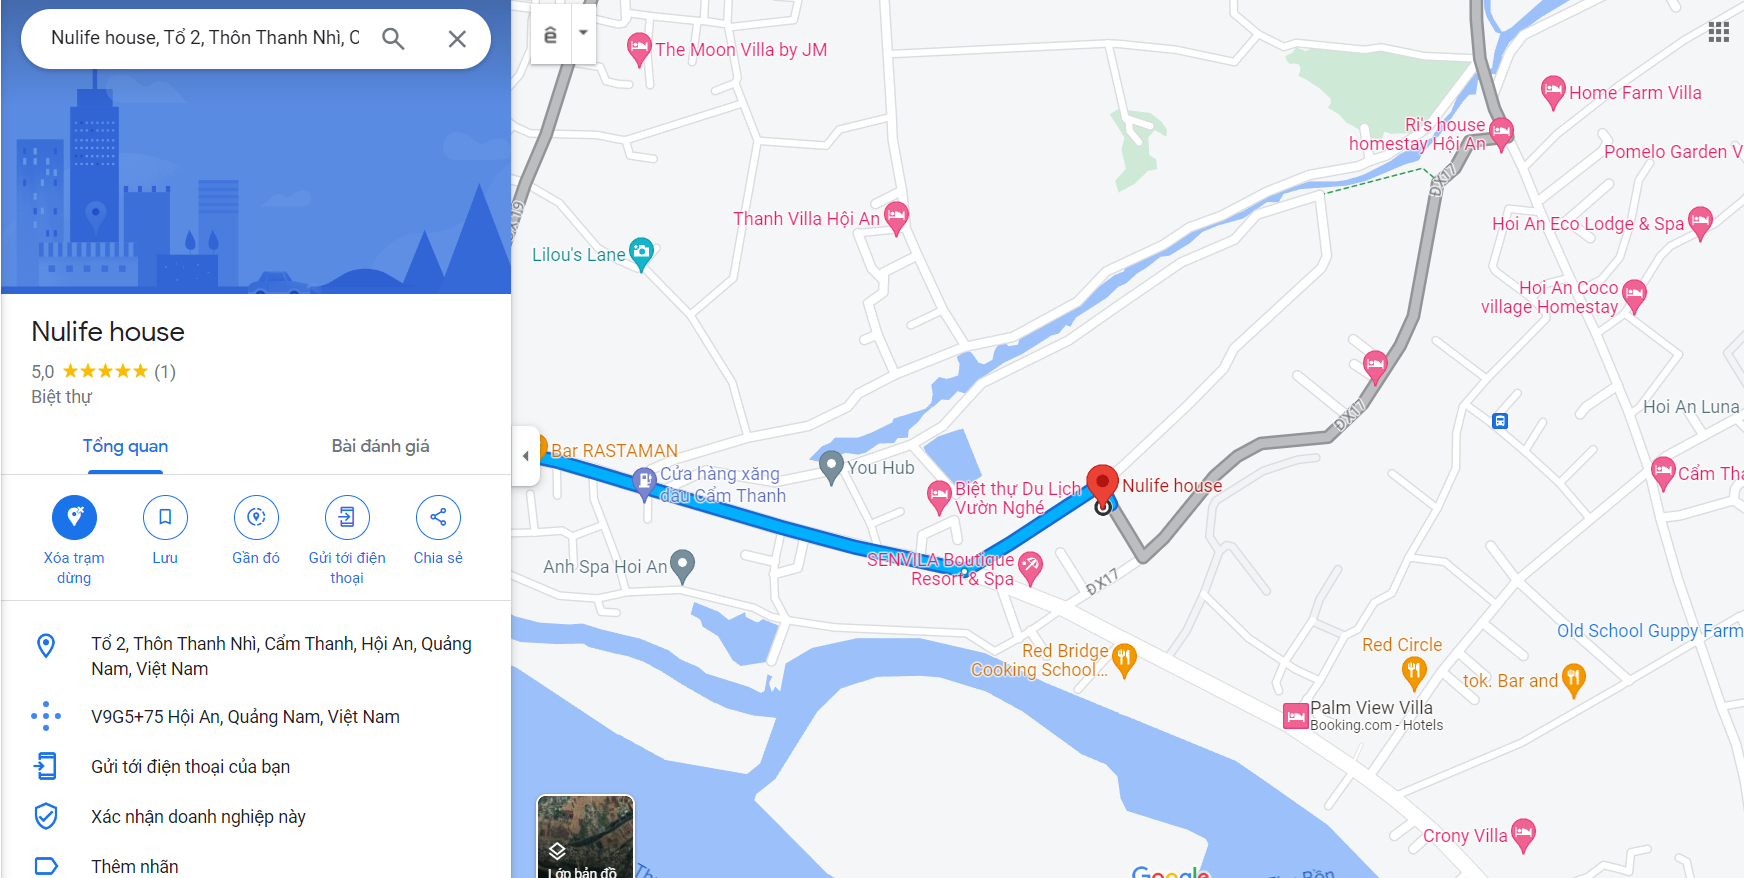 Nulife house, Tổ 2, Thôn Thanh Nhì, C
Nulife house
5,0 (1)
Biệt thự
Tổng quan
Bài đánh giá
Xóa trạm
dừng
Lưu
Gần đó
Gửi tới điện
thoại
Chia sẻ
Tổ 2, Thôn Thanh Nhì, Cẩm Thanh, Hội An, Quảng
Nam, Việt Nam
V9G5+75 Hội An, Quảng Nam, Việt Nam
Gửi tới điện thoại của bạn
Xác nhận doanh nghiệp này
Thêm nhãn
ê
The Moon Villa by JM
Home Farm Villa
Ri's house
homestay Hội An
Pomelo Garden V
ĐX17
Thanh Villa Hội An
Hoi An Eco Lodge & Spa
Lilou's Lane
Hoi An Coco
village Homestay
ĐX17
Hoi An Luna
Bar RASTAMAN
Cửa hàng xăng
dầu Cẩm Thanh
You Hub
Biệt thự Du Lịch
Vườn Nghé
Nulife house
Cẩm Tha
Anh Spa Hoi An
SENVILA Boutique
Resort & Spa
ĐX17
Red Bridge
Cooking School...
Red Circle
Old School Guppy Farm
tok. Bar and
Palm View Villa
Booking.com - Hotels
Crony Villa
Lớp bản đồ
Google